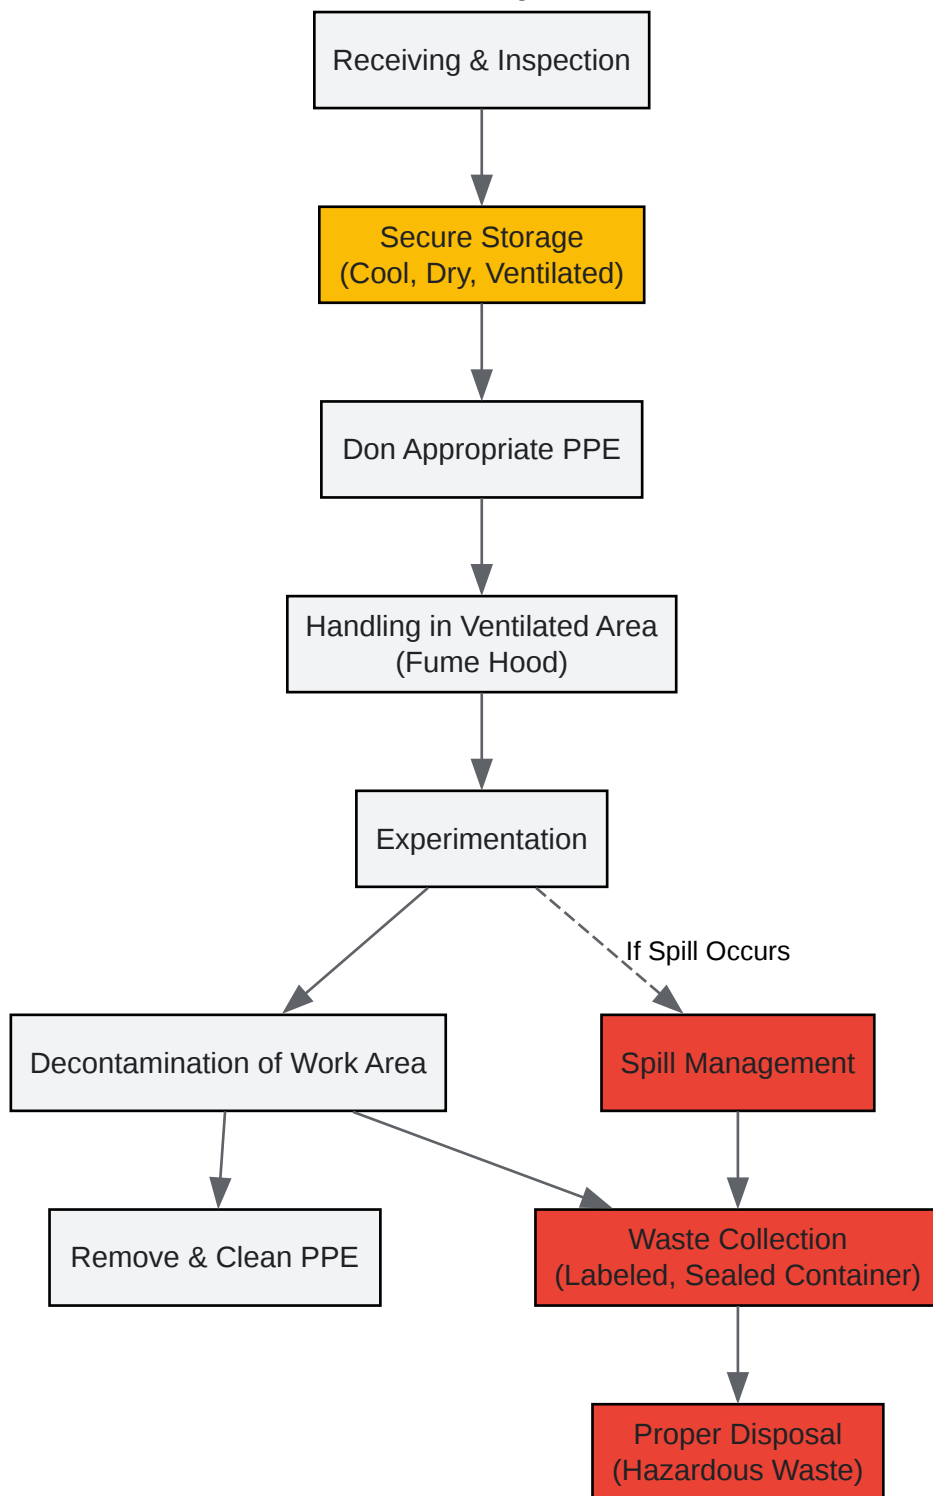 Receiving & Inspection
Secure Storage
(Cool, Dry, Ventilated)
Don Appropriate PPE
Handling in Ventilated Area
(Fume Hood)
Experimentation
If Spill Occurs
Decontamination of Work Area
Spill Management
Remove & Clean PPE
Waste Collection
(Labeled, Sealed Container)
Proper Disposal
(Hazardous Waste)